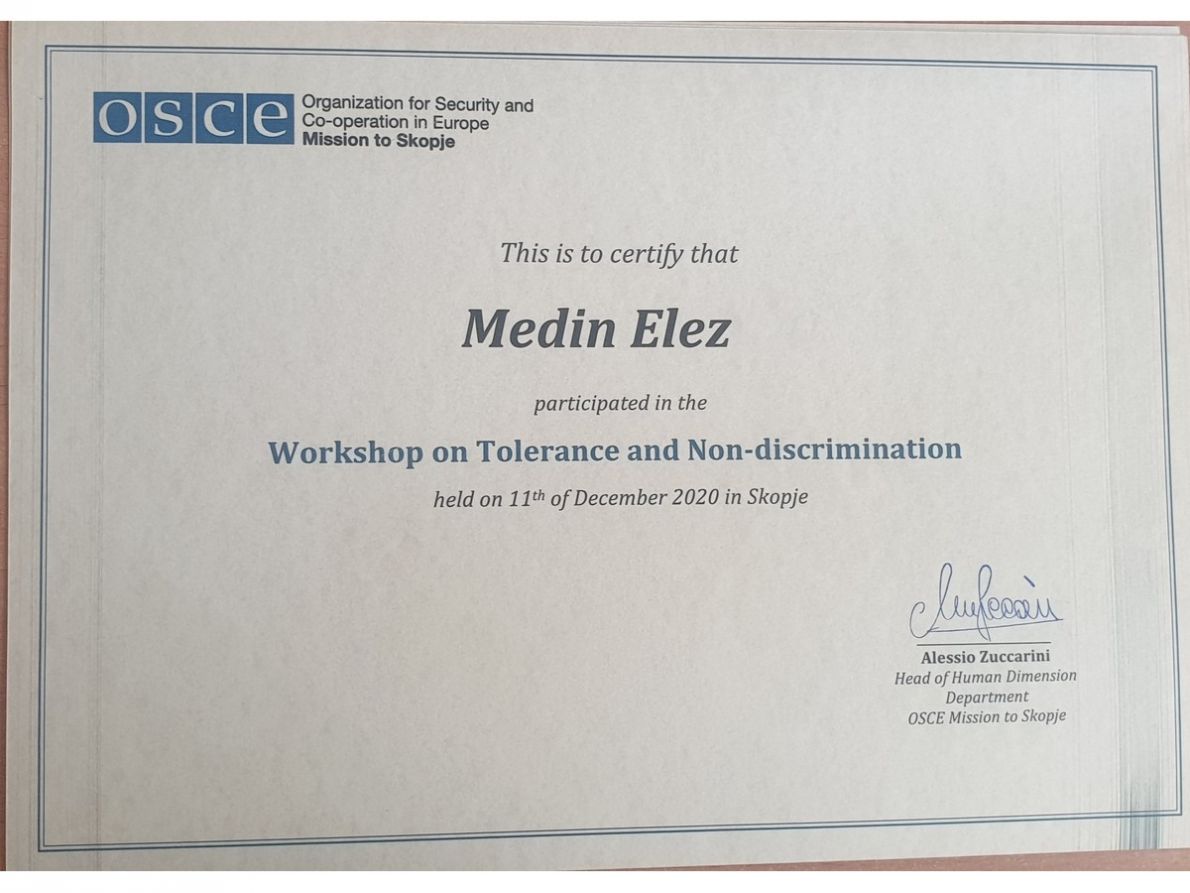 osce
Organization for Security and
Co-operation in Europe
Mission to Skopje
This is to certify that
Medin Elez
participated in the
Workshop on Tolerance and Non-discrimination
held on 11th of December 2020 in Skopje
Alessio Zuccarini
Head of Human Dimension
Department
OSCE Mission to Skopje